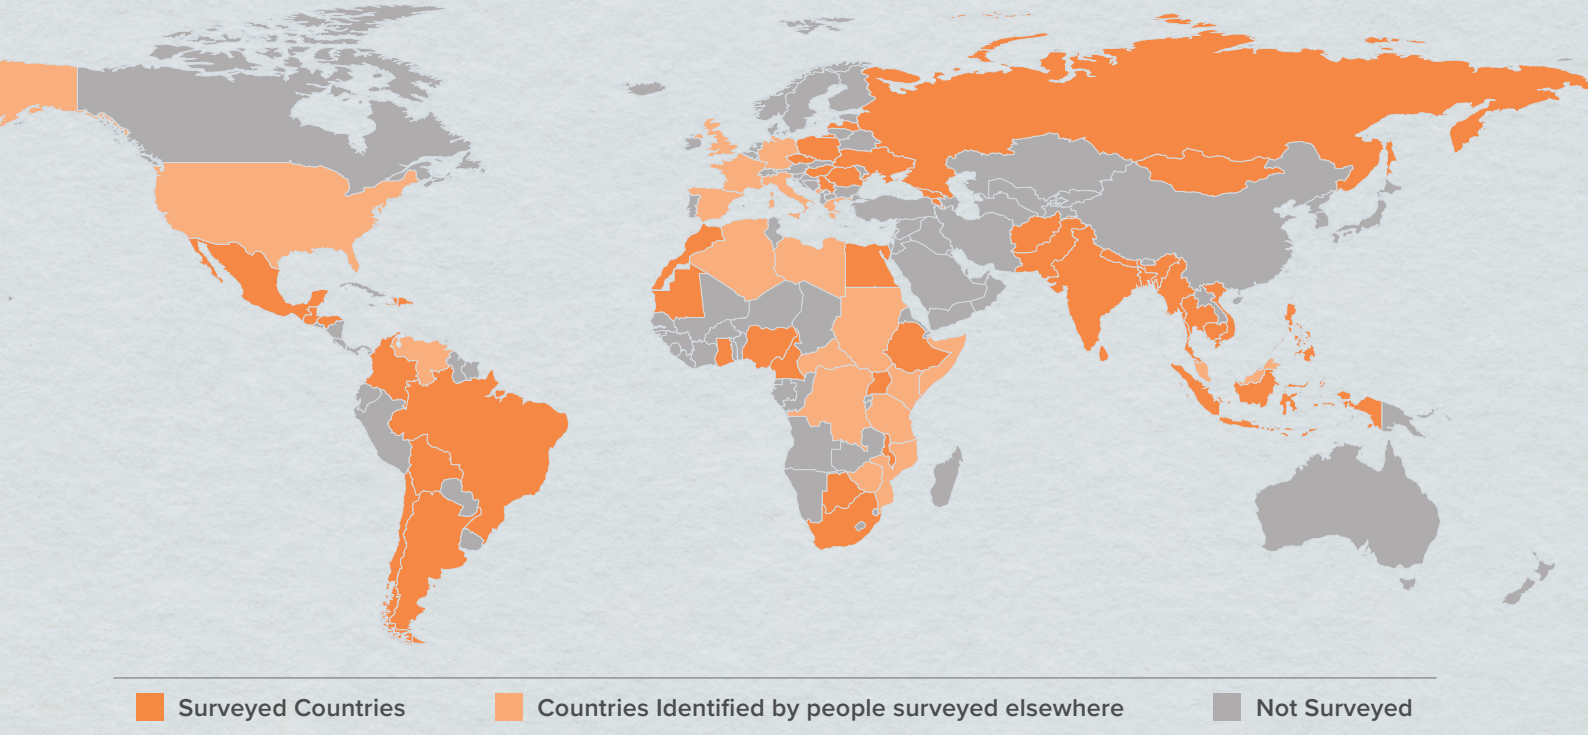 Surveyed Countries
Countries Identified by people surveyed elsewhere
Not Surveyed